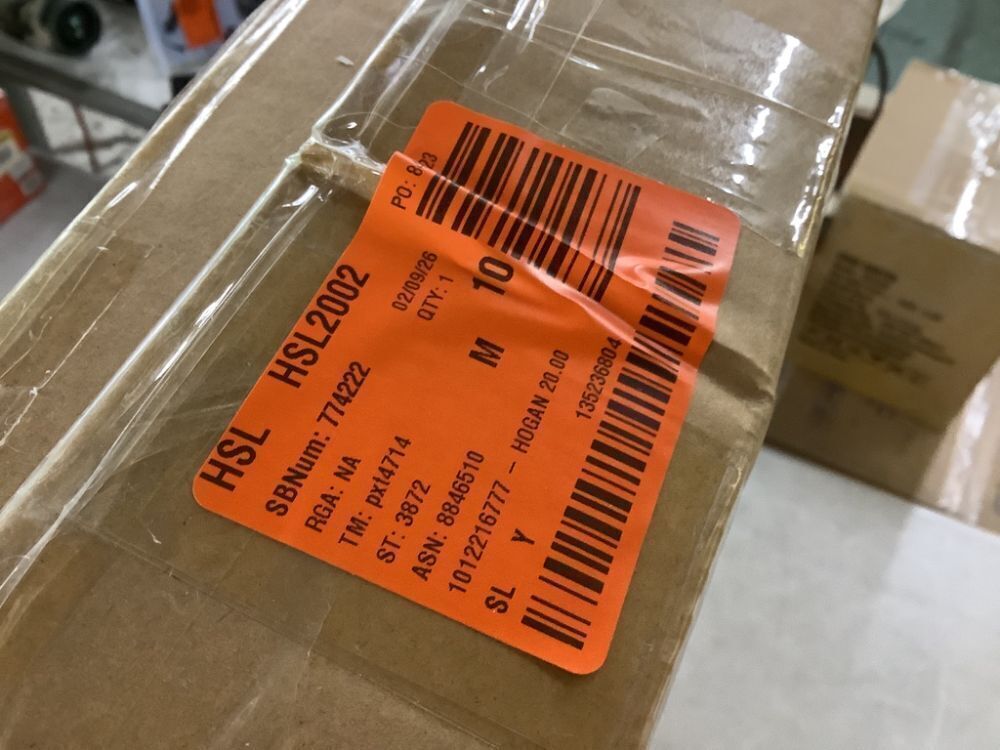 HSL HSL2002
SBNum: 774222
RGA: NA
TM: pxt4714
ST: 3872
ASN: 8846510
1012216777 - HOGAN 20.00
SL Y
02/09/26
QTY: 1
M 10
135236804